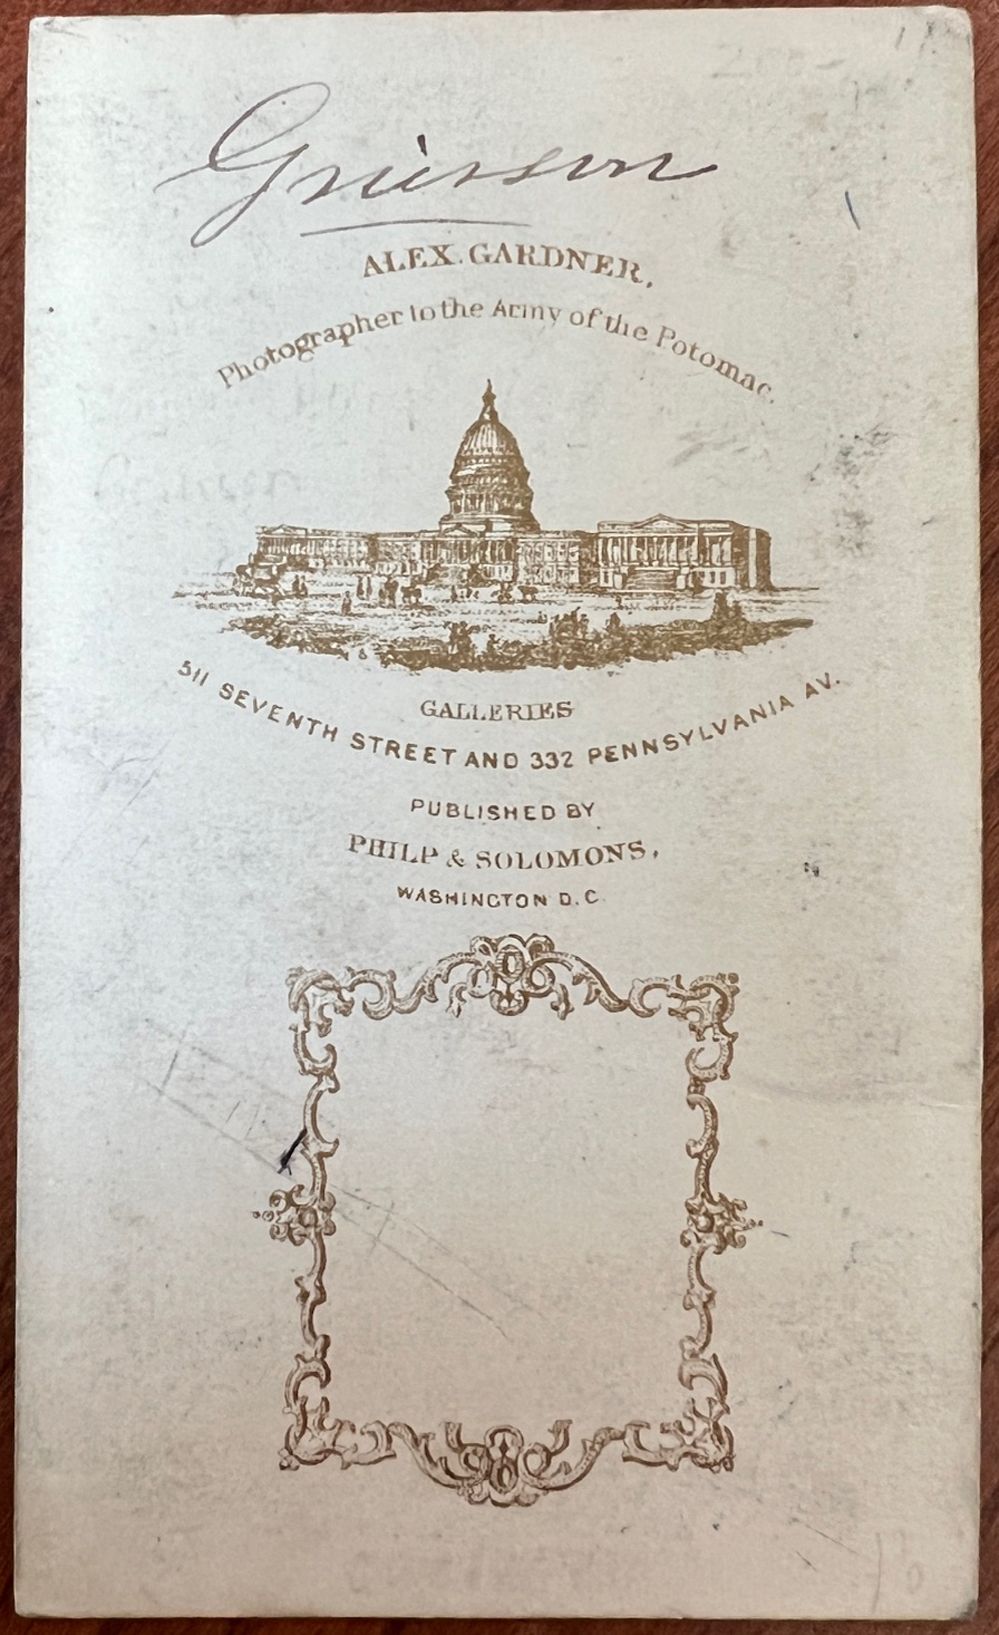 Grierson
ALEX. GARDNER,
Photographer to the Army of the Potomac.
GALLERIES
511 SEVENTH STREET AND 332 PENNSYLVANIA AV.
PUBLISHED BY
PHILP & SOLOMONS,
WASHINGTON D.C.